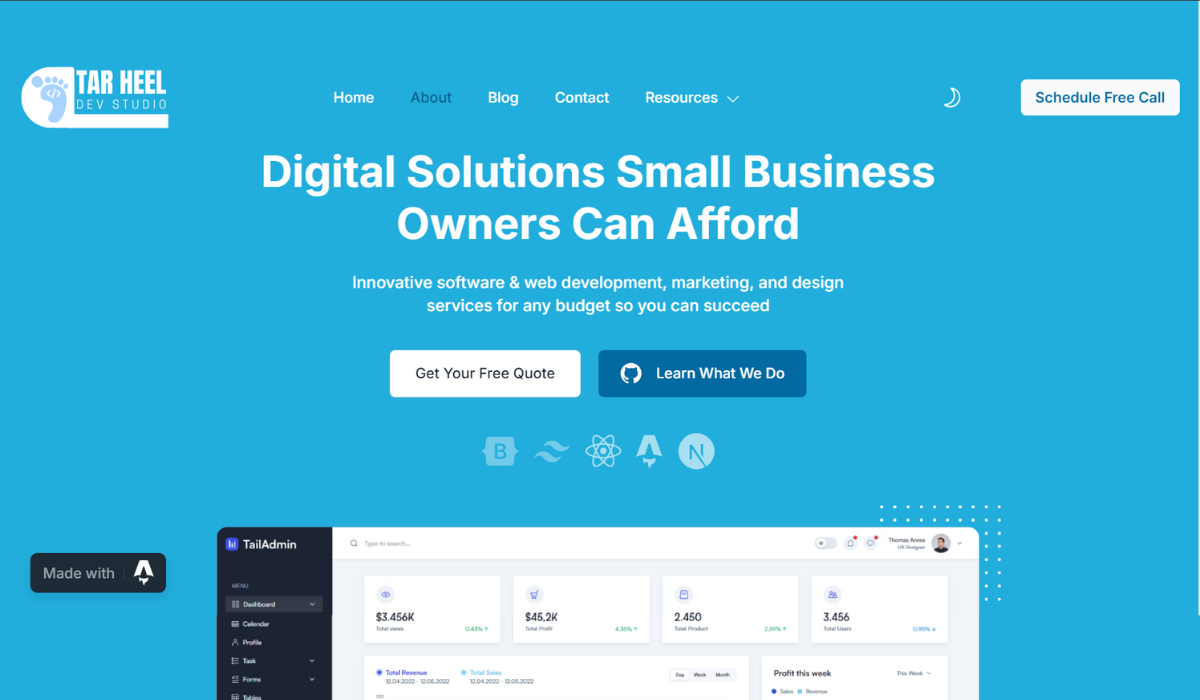 TAR HEEL
DEV STUDIO
Home
About
Blog
Contact
Resources
Schedule Free Call
Digital Solutions Small Business
Owners Can Afford
Innovative software & web development, marketing, and design
services for any budget so you can succeed
Get Your Free Quote
Learn What We Do
B
N
Made with
TailAdmin
Type to search...
Thomas Anree
UX Designer
MENU
Dashboard
Calender
Profile
Task
Forms
Tables
$3.456K
Total views
0.43%
$45,2K
Total Profit
4.35%
2.450
Total Product
2.59%
3.456
Total Users
0.95%
Total Revenue
12.04.2022 - 12.05.2022
Total Sales
12.04.2022 - 12.05.2022
Day
Week
Month
100
Profit this week
This Week
Sales
Revenue